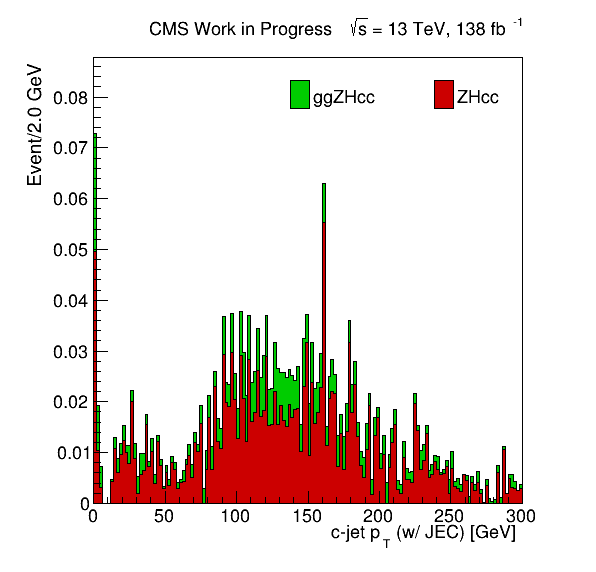 CMS Work in Progress √s = 13 TeV, 138 fb⁻¹
Event/2.0 GeV
ggZHcc ZHcc
0.08
0.07
0.06
0.05
0.04
0.03
0.02
0.01
0
0 50 100 150 200 250 300
c-jet p_T (w/ JEC) [GeV]